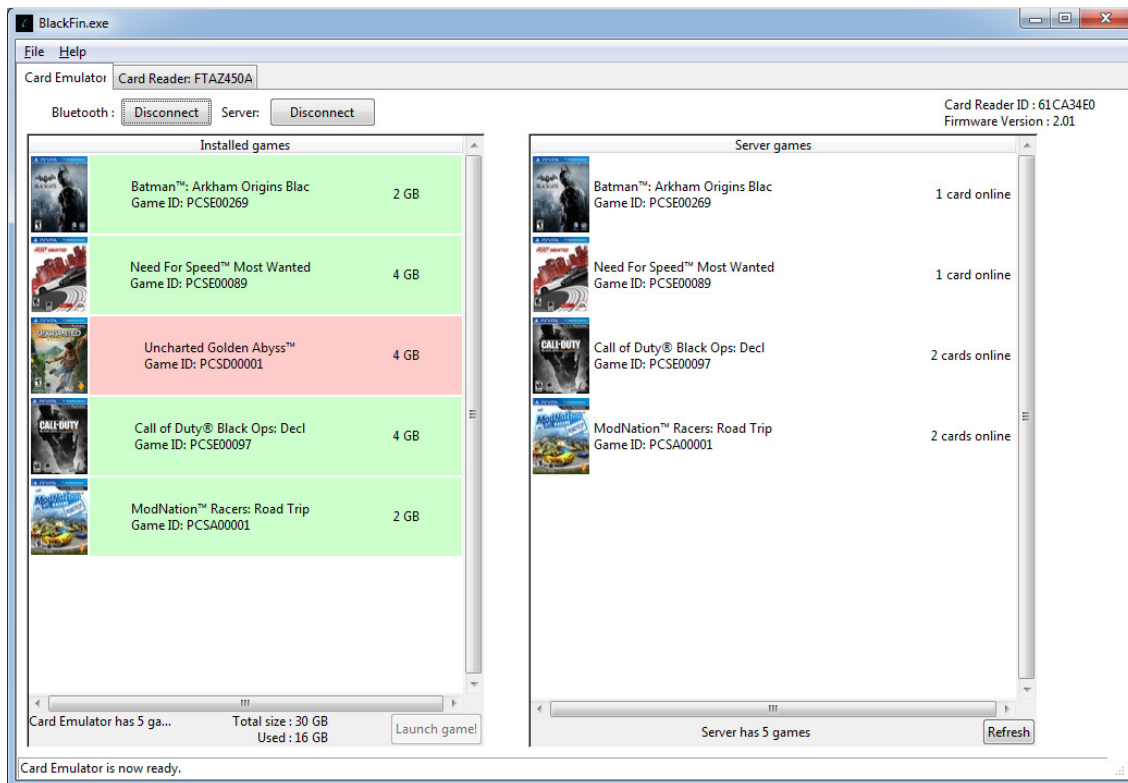 BlackFin.exe
File Help
Card Emulator Card Reader: FTAZ450A
Bluetooth : Disconnect Server: Disconnect
Card Reader ID : 61CA34E0
Firmware Version : 2.01
Installed games
Batman™: Arkham Origins Blac
Game ID: PCSE00269
2 GB
Need For Speed™ Most Wanted
Game ID: PCSE00089
4 GB
UNCHARTED
Uncharted Golden Abyss™
Game ID: PCSD00001
4 GB
CALL·DUTY
Call of Duty® Black Ops: Decl
Game ID: PCSE00097
4 GB
ModNation
ModNation™ Racers: Road Trip
Game ID: PCSA00001
2 GB
Card Emulator has 5 ga...
Total size : 30 GB
Used : 16 GB
Launch game!
Server games
Batman™: Arkham Origins Blac
Game ID: PCSE00269
1 card online
Need For Speed™ Most Wanted
Game ID: PCSE00089
1 card online
CALL·DUTY
Call of Duty® Black Ops: Decl
Game ID: PCSE00097
2 cards online
ModNation
ModNation™ Racers: Road Trip
Game ID: PCSA00001
2 cards online
Server has 5 games
Refresh
Card Emulator is now ready.